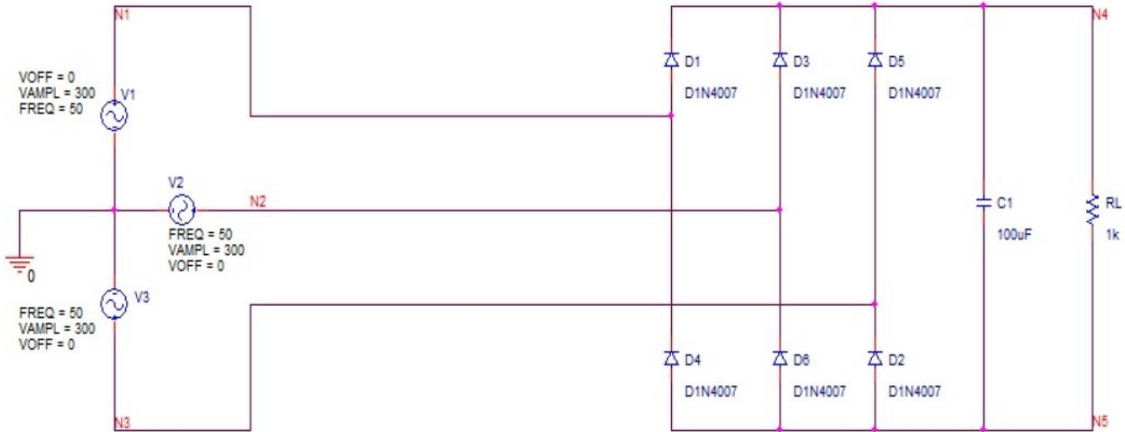 N1
N4
VOFF = 0
VAMPL = 300
FREQ = 50
V1
D1
D3
D5
D1N4007
D1N4007
D1N4007
V2
N2
FREQ = 50
VAMPL = 300
VOFF = 0
C1
100uF
RL
1k
0
V3
FREQ = 50
VAMPL = 300
VOFF = 0
D4
D6
D2
D1N4007
D1N4007
D1N4007
N3
N5